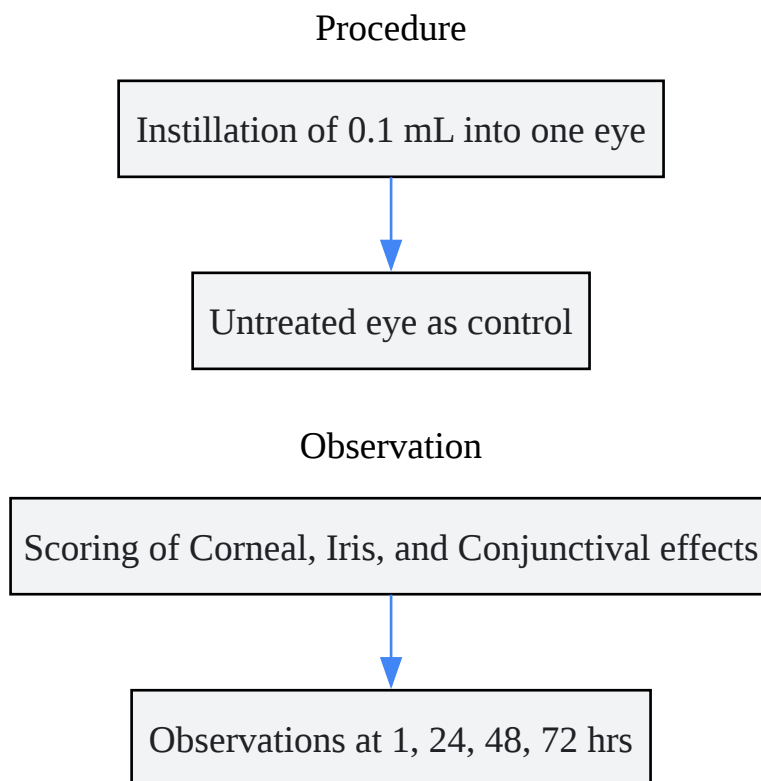 Procedure
Instillation of 0.1 mL into one eye
Untreated eye as control
Observation
Scoring of Corneal, Iris, and Conjunctival effects
Observations at 1, 24, 48, 72 hrs